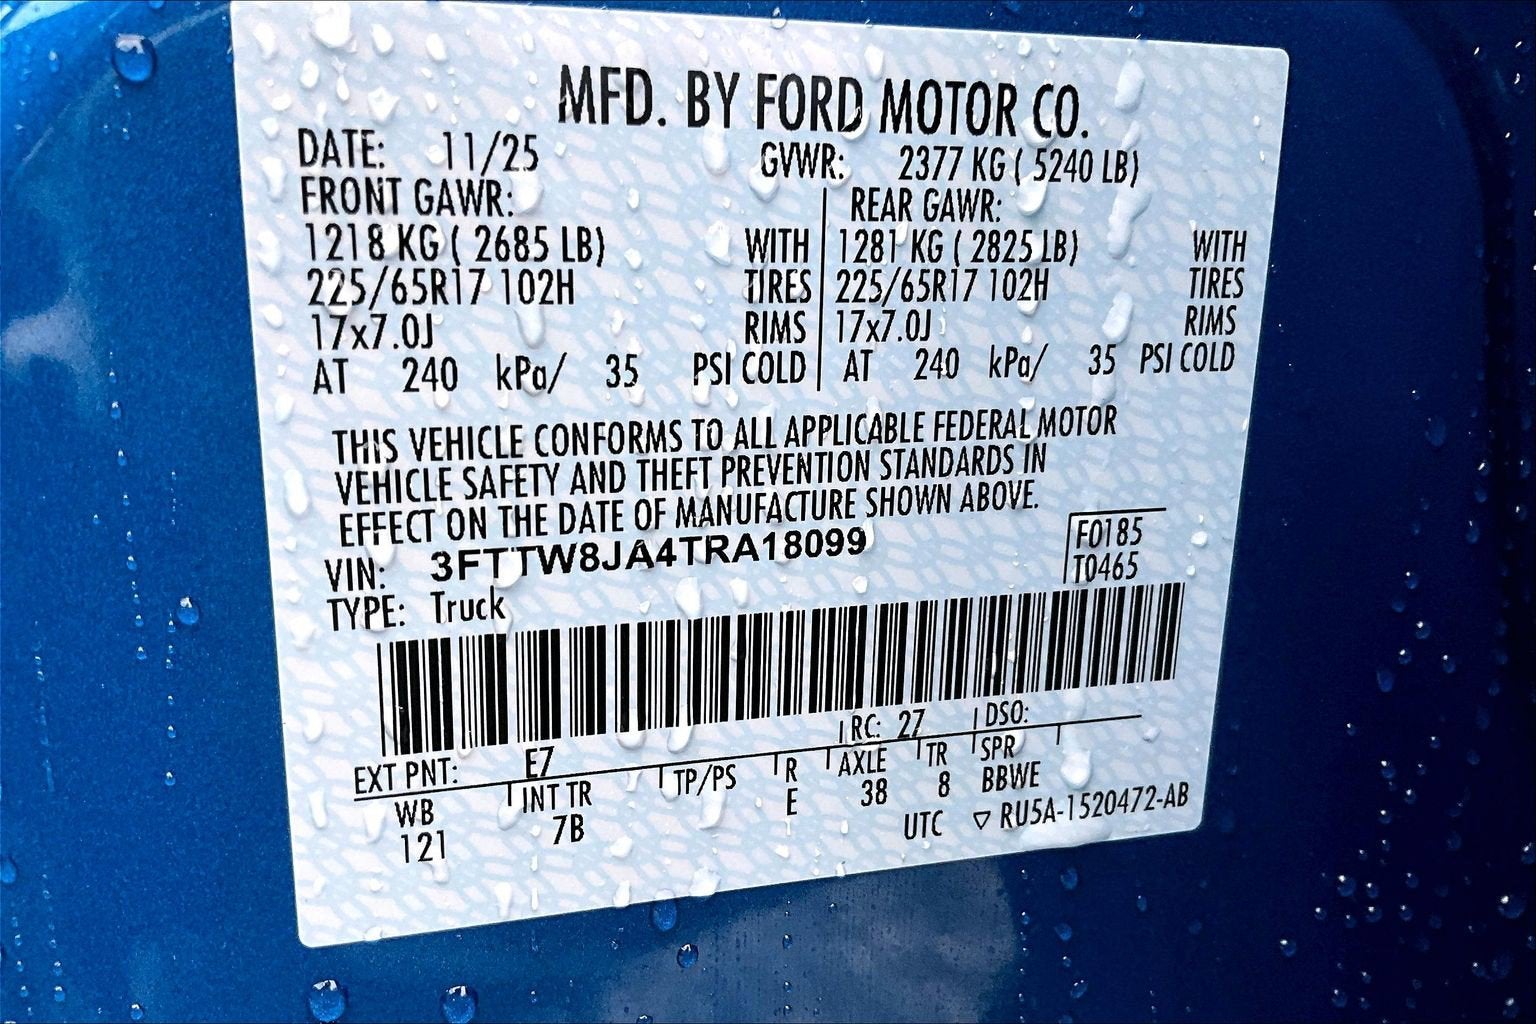 MFD. BY FORD MOTOR CO.
DATE: 11/25 GVWR: 2377 KG ( 5240 LB)
FRONT GAWR: REAR GAWR:
1218 KG ( 2685 LB) WITH 1281 KG ( 2825 LB) WITH
225/65R17 102H TIRES 225/65R17 102H TIRES
17x7.0J RIMS 17x7.0J RIMS
AT 240 kPa/ 35 PSI COLD AT 240 kPa/ 35 PSI COLD
THIS VEHICLE CONFORMS TO ALL APPLICABLE FEDERAL MOTOR
VEHICLE SAFETY AND THEFT PREVENTION STANDARDS IN
EFFECT ON THE DATE OF MANUFACTURE SHOWN ABOVE.
VIN: 3FTTW8JA4TRA18099 F0185
TYPE: Truck T0465
EXT PNT: E7 RC: 27 DSO:
WB INT TR TP/PS R AXLE TR SPR
121 7B E 38 8 BBWE
UTC ▽ RU5A-1520472-AB